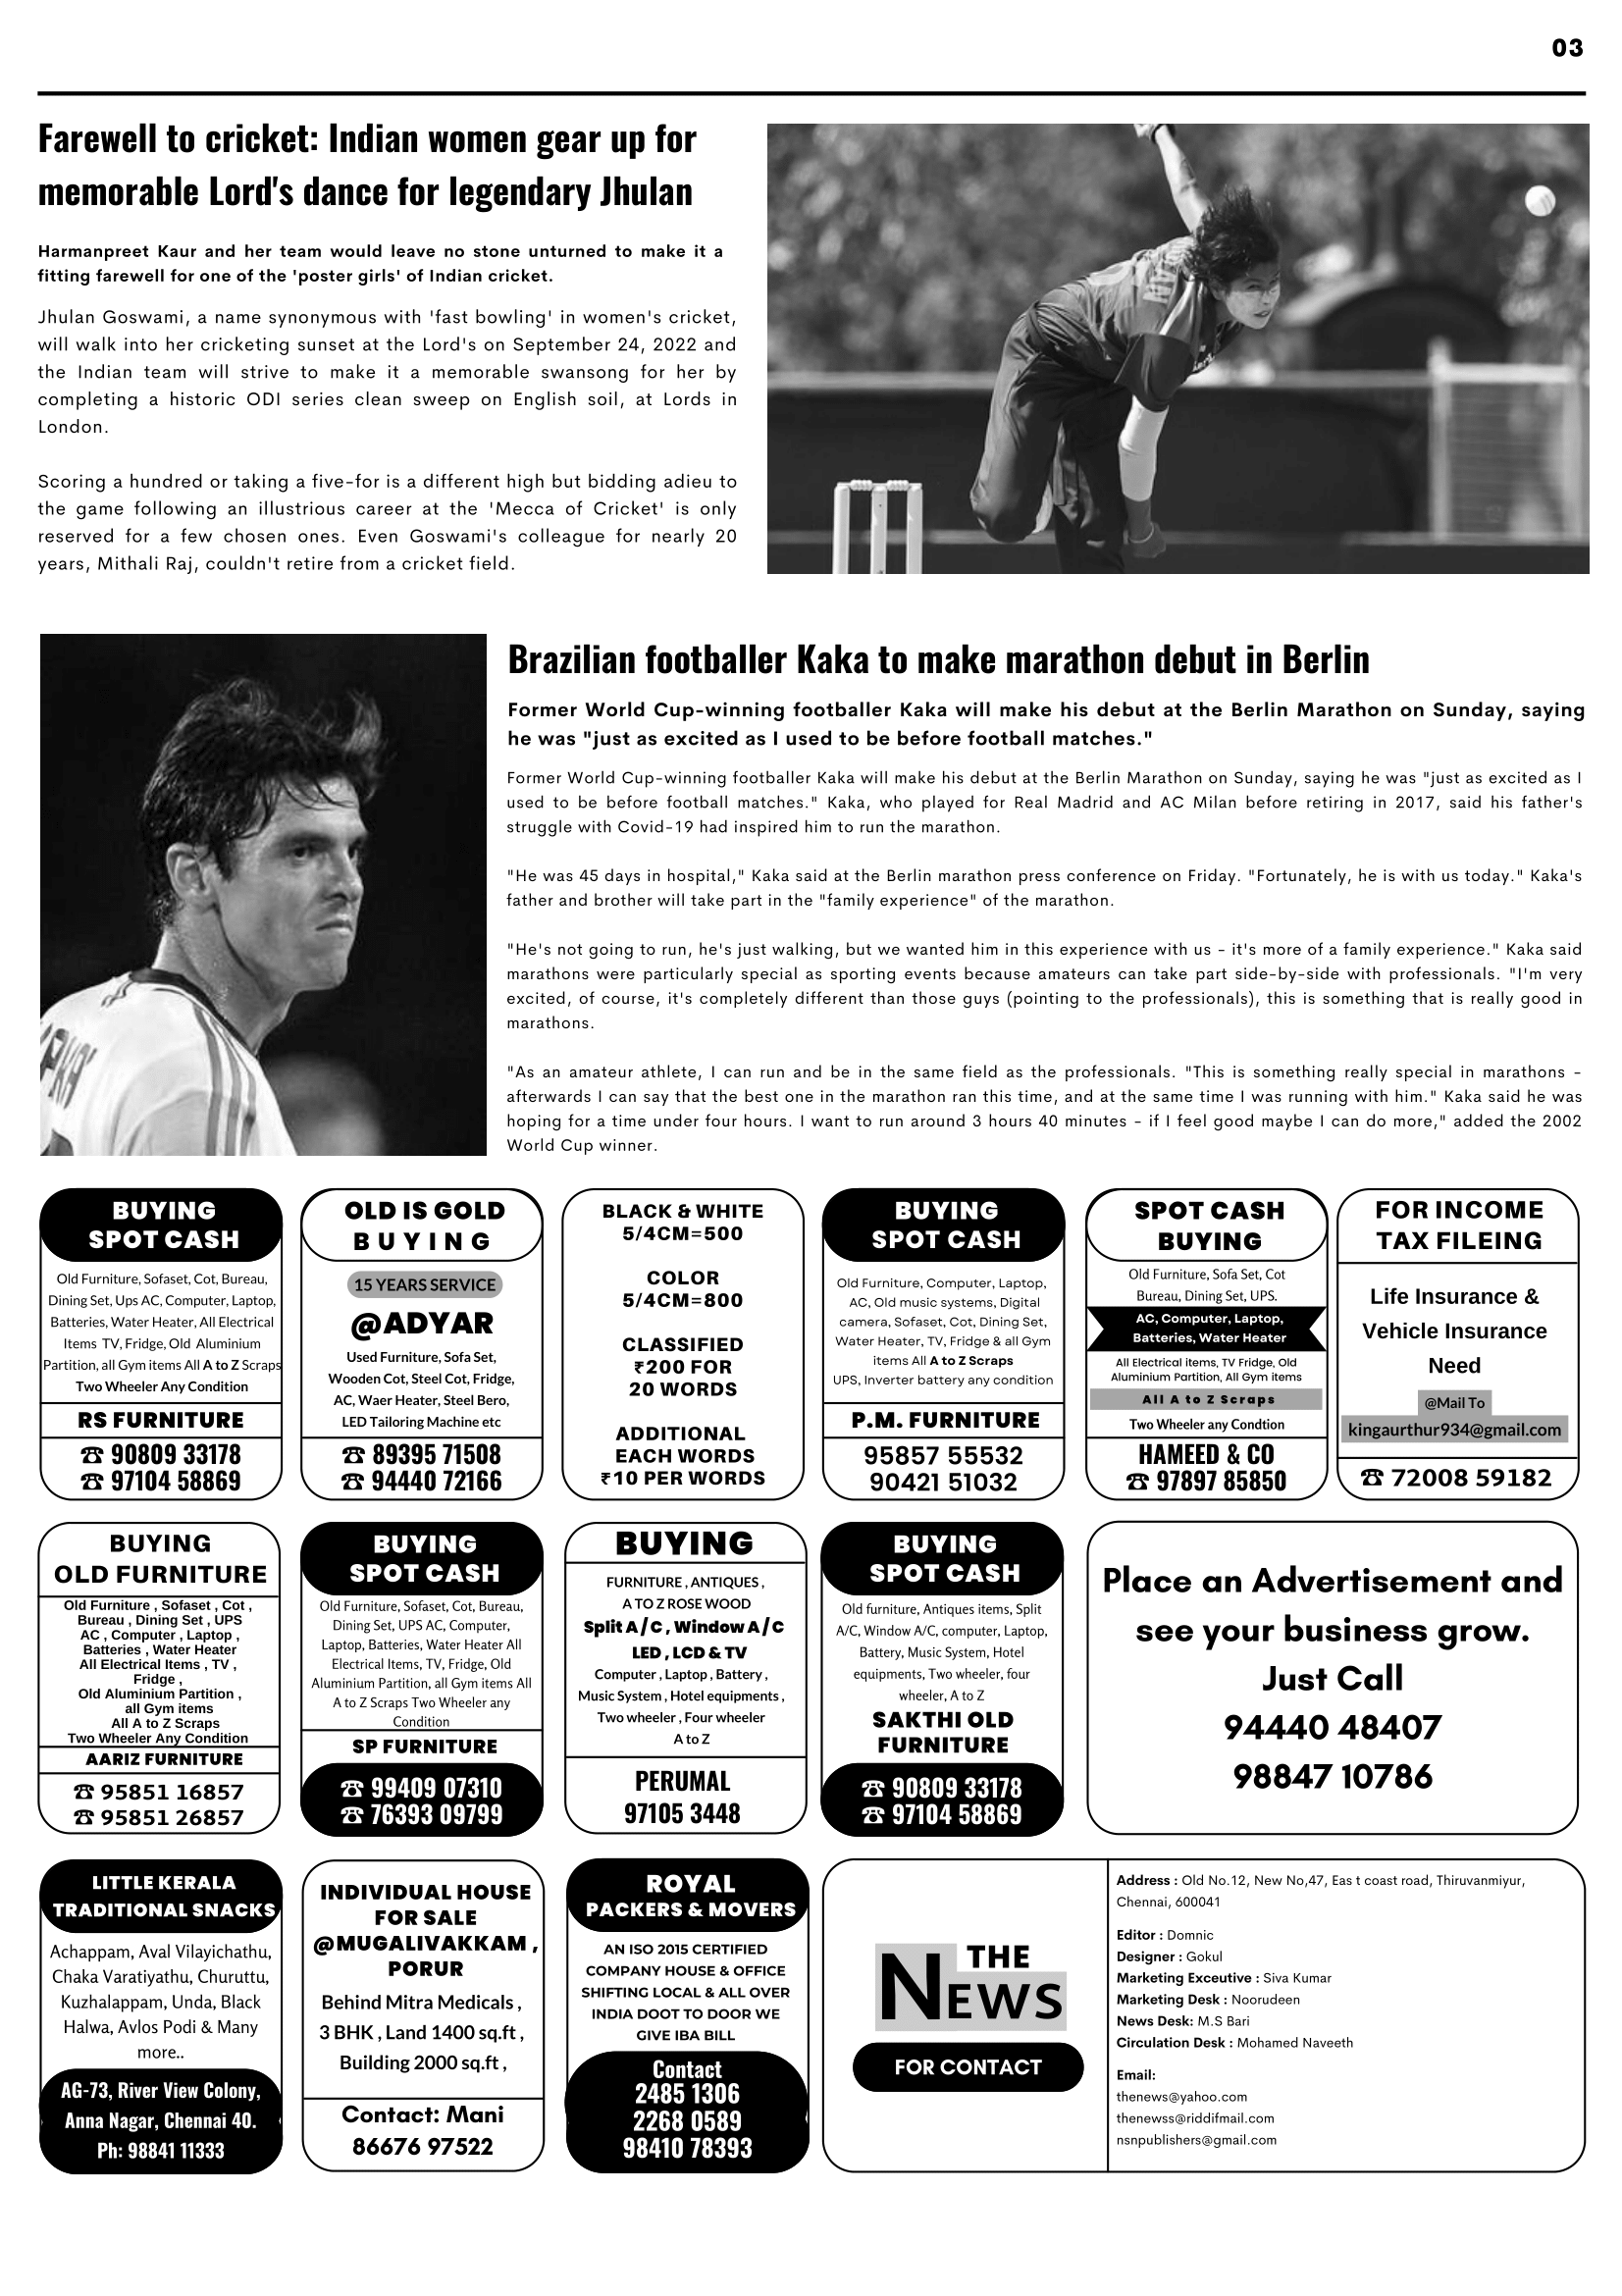 03
Farewell to cricket: Indian women gear up for
memorable Lord's dance for legendary Jhulan
Harmanpreet Kaur and her team would leave no stone unturned to make it a
fitting farewell for one of the 'poster girls' of Indian cricket.
Jhulan Goswami, a name synonymous with 'fast bowling' in women's cricket,
will walk into her cricketing sunset at the Lord's on September 24, 2022 and
the Indian team will strive to make it a memorable swansong for her by
completing a historic ODI series clean sweep on English soil, at Lords in
London.
Scoring a hundred or taking a five-for is a different high but bidding adieu to
the game following an illustrious career at the 'Mecca of Cricket' is only
reserved for a few chosen ones. Even Goswami's colleague for nearly 20
years, Mithali Raj, couldn't retire from a cricket field.
Brazilian footballer Kaka to make marathon debut in Berlin
Former World Cup-winning footballer Kaka will make his debut at the Berlin Marathon on Sunday, saying
he was "just as excited as I used to be before football matches."
Former World Cup-winning footballer Kaka will make his debut at the Berlin Marathon on Sunday, saying he was "just as excited as I
used to be before football matches." Kaka, who played for Real Madrid and AC Milan before retiring in 2017, said his father's
struggle with Covid-19 had inspired him to run the marathon.
"He was 45 days in hospital," Kaka said at the Berlin marathon press conference on Friday. "Fortunately, he is with us today." Kaka's
father and brother will take part in the "family experience" of the marathon.
"He's not going to run, he's just walking, but we wanted him in this experience with us - it's more of a family experience." Kaka said
marathons were particularly special as sporting events because amateurs can take part side-by-side with professionals. "I'm very
excited, of course, it's completely different than those guys (pointing to the professionals), this is something that is really good in
marathons.
"As an amateur athlete, I can run and be in the same field as the professionals. "This is something really special in marathons -
afterwards I can say that the best one in the marathon ran this time, and at the same time I was running with him." Kaka said he was
hoping for a time under four hours. I want to run around 3 hours 40 minutes - if I feel good maybe I can do more," added the 2002
World Cup winner.
BUYING
SPOT CASH
Old Furniture, Sofaset, Cot, Bureau,
Dining Set, Ups AC, Computer, Laptop,
Batteries, Water Heater, All Electrical
Items TV, Fridge, Old Aluminium
Partition, all Gym items All A to Z Scraps
Two Wheeler Any Condition
RS FURNITURE
☎ 90809 33178
☎ 97104 58869
OLD IS GOLD
BUYING
15 YEARS SERVICE
@ADYAR
Used Furniture, Sofa Set,
Wooden Cot, Steel Cot, Fridge,
AC, Waer Heater, Steel Bero,
LED Tailoring Machine etc
☎ 89395 71508
☎ 94440 72166
BLACK & WHITE
5/4CM=500
COLOR
5/4CM=800
CLASSIFIED
₹200 FOR
20 WORDS
ADDITIONAL
EACH WORDS
₹10 PER WORDS
BUYING
SPOT CASH
Old Furniture, Computer, Laptop,
AC, Old music systems, Digital
camera, Sofaset, Cot, Dining Set,
Water Heater, TV, Fridge & all Gym
items All A to Z Scraps
UPS, Inverter battery any condition
P.M. FURNITURE
95857 55532
90421 51032
SPOT CASH
BUYING
Old Furniture, Sofa Set, Cot
Bureau, Dining Set, UPS.
AC, Computer, Laptop,
Batteries, Water Heater
All Electrical items, TV Fridge, Old
Aluminium Partition, All Gym items
All A to Z Scraps
Two Wheeler any Condtion
HAMEED & CO
☎ 97897 85850
FOR INCOME
TAX FILEING
Life Insurance &
Vehicle Insurance
Need
@Mail To
kingaurthur934@gmail.com
☎ 72008 59182
BUYING
OLD FURNITURE
Old Furniture , Sofaset , Cot ,
Bureau , Dining Set , UPS
AC , Computer , Laptop ,
Batteries , Water Heater
All Electrical Items , TV ,
Fridge ,
Old Aluminium Partition ,
all Gym items
All A to Z Scraps
Two Wheeler Any Condition
AARIZ FURNITURE
☎ 95851 16857
☎ 95851 26857
BUYING
SPOT CASH
Old Furniture, Sofaset, Cot, Bureau,
Dining Set, UPS AC, Computer,
Laptop, Batteries, Water Heater All
Electrical Items, TV, Fridge, Old
Aluminium Partition, all Gym items All
A to Z Scraps Two Wheeler any
Condition
SP FURNITURE
☎ 99409 07310
☎ 76393 09799
BUYING
FURNITURE , ANTIQUES ,
A TO Z ROSE WOOD
Split A/C , Window A/C
LED , LCD & TV
Computer , Laptop , Battery ,
Music System , Hotel equipments ,
Two wheeler , Four wheeler
A to Z
PERUMAL
97105 3448
BUYING
SPOT CASH
Old furniture, Antiques items, Split
A/C, Window A/C, computer, Laptop,
Battery, Music System, Hotel
equipments, Two wheeler, four
wheeler, A to Z
SAKTHI OLD
FURNITURE
☎ 90809 33178
☎ 97104 58869
Place an Advertisement and
see your business grow.
Just Call
94440 48407
98847 10786
LITTLE KERALA
TRADITIONAL SNACKS
Achappam, Aval Vilayichathu,
Chaka Varatiyathu, Churuttu,
Kuzhalappam, Unda, Black
Halwa, Avlos Podi & Many
more..
AG-73, River View Colony,
Anna Nagar, Chennai 40.
Ph: 98841 11333
INDIVIDUAL HOUSE
FOR SALE
@MUGALIVAKKAM ,
PORUR
Behind Mitra Medicals ,
3 BHK , Land 1400 sq.ft ,
Building 2000 sq.ft ,
Contact: Mani
86676 97522
ROYAL
PACKERS & MOVERS
AN ISO 2015 CERTIFIED
COMPANY HOUSE & OFFICE
SHIFTING LOCAL & ALL OVER
INDIA DOOT TO DOOR WE
GIVE IBA BILL
Contact
2485 1306
2268 0589
98410 78393
THE
NEWS
FOR CONTACT
Address : Old No.12, New No,47, Eas t coast road, Thiruvanmiyur,
Chennai, 600041
Editor : Domnic
Designer : Gokul
Marketing Exceutive : Siva Kumar
Marketing Desk : Noorudeen
News Desk: M.S Bari
Circulation Desk : Mohamed Naveeth
Email:
thenews@yahoo.com
thenewss@riddifmail.com
nsnpublishers@gmail.com